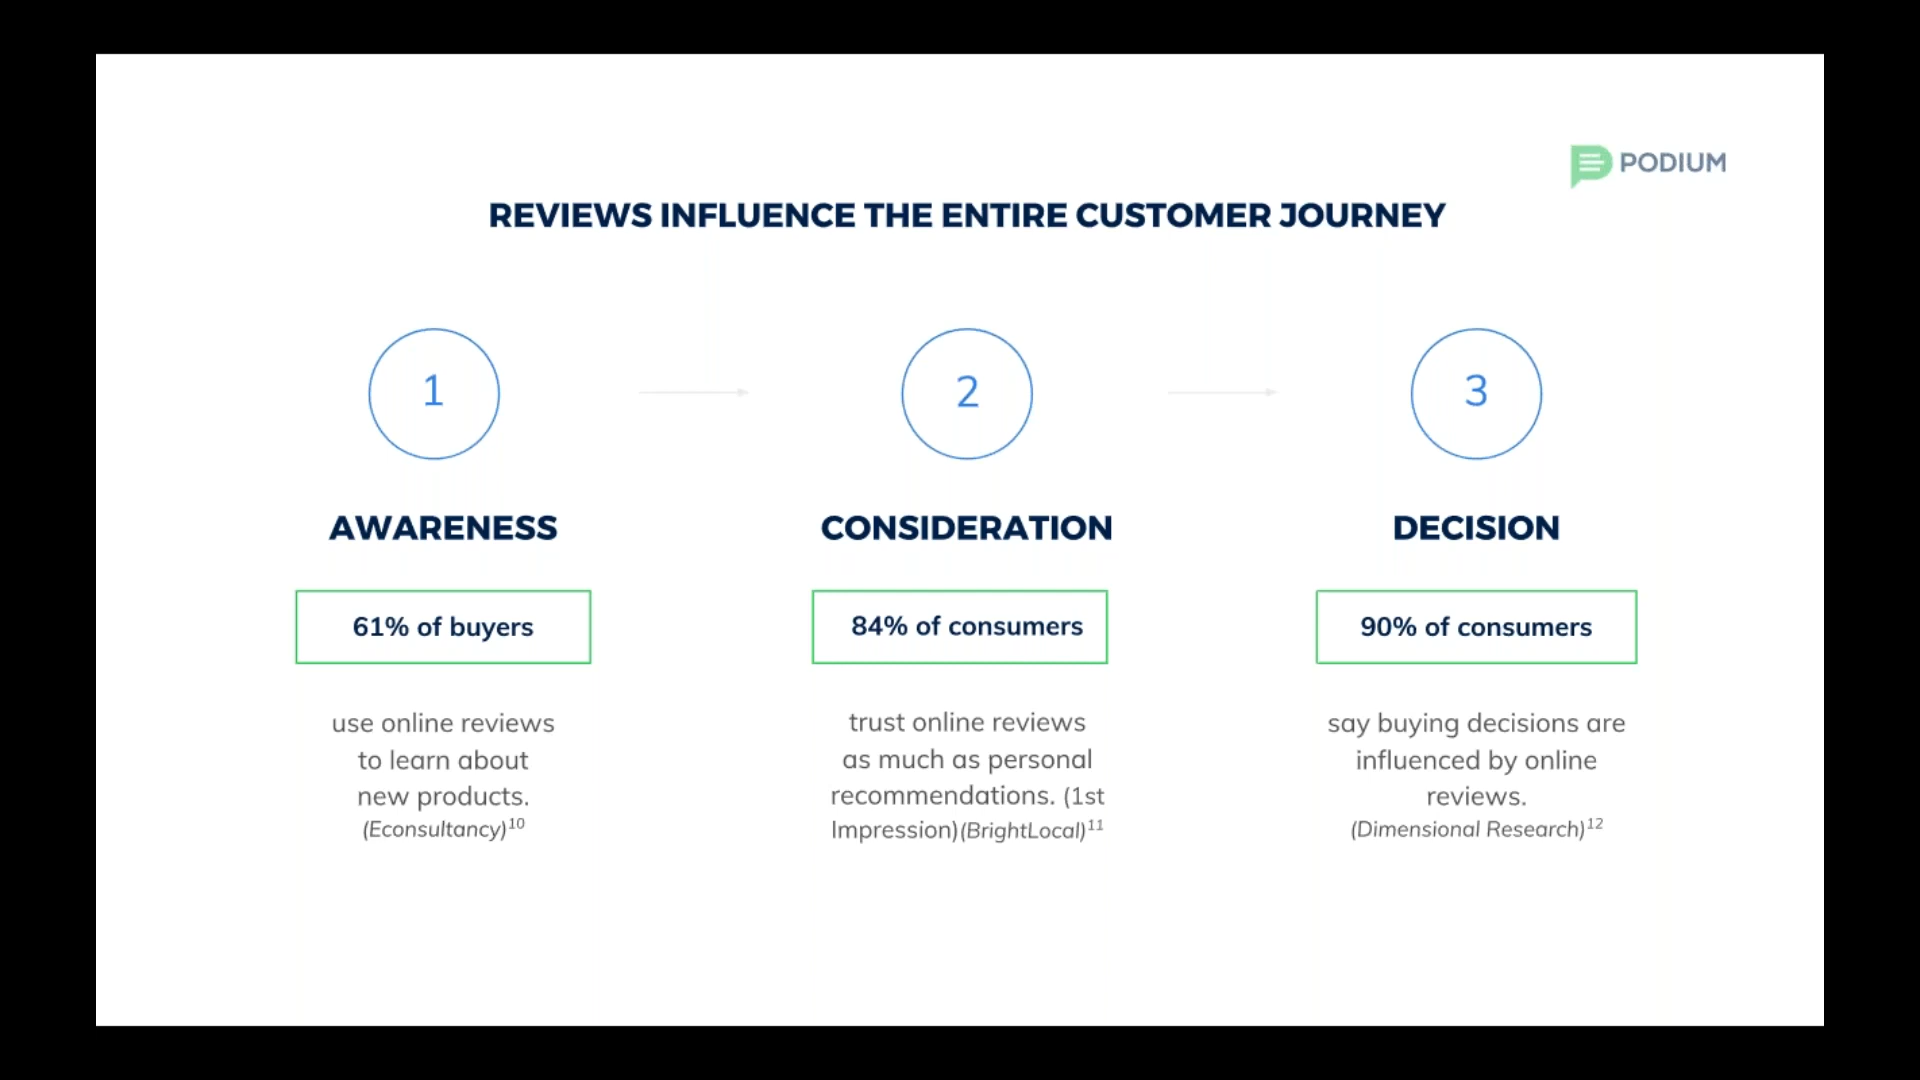 PODIUM
REVIEWS INFLUENCE THE ENTIRE CUSTOMER JOURNEY
1
AWARENESS
61% of buyers
use online reviews
to learn about
new products.
(Econsultancy)¹⁰
2
CONSIDERATION
84% of consumers
trust online reviews
as much as personal
recommendations. (1st
Impression)(BrightLocal)¹¹
3
DECISION
90% of consumers
say buying decisions are
influenced by online
reviews.
(Dimensional Research)¹²